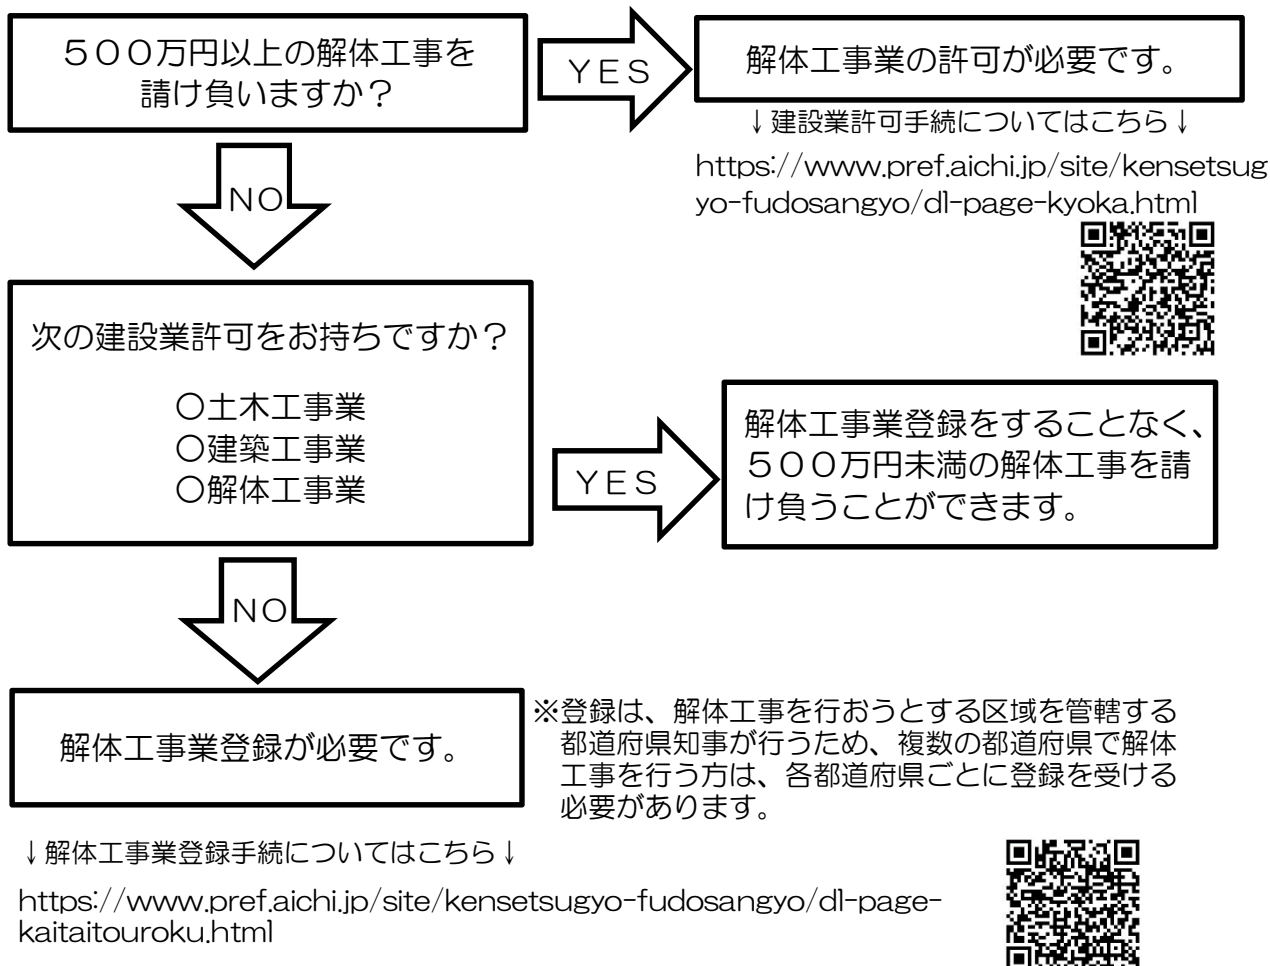 ５００万円以上の解体工事を
請け負いますか？
ＹＥＳ
解体工事業の許可が必要です。
↓建設業許可手続についてはこちら↓
https://www.pref.aichi.jp/site/kensetsug
yo-fudosangyo/dl-page-kyoka.html
ＮＯ
次の建設業許可をお持ちですか？
〇土木工事業
〇建築工事業
〇解体工事業
ＹＥＳ
解体工事業登録をすることなく、
５００万円未満の解体工事を請
け負うことができます。
ＮＯ
解体工事業登録が必要です。
※登録は、解体工事を行おうとする区域を管轄する
都道府県知事が行うため、複数の都道府県で解体
工事を行う方は、各都道府県ごとに登録を受ける
必要があります。
↓解体工事業登録手続についてはこちら↓
https://www.pref.aichi.jp/site/kensetsugyo-fudosangyo/dl-page-
kaitaitouroku.html